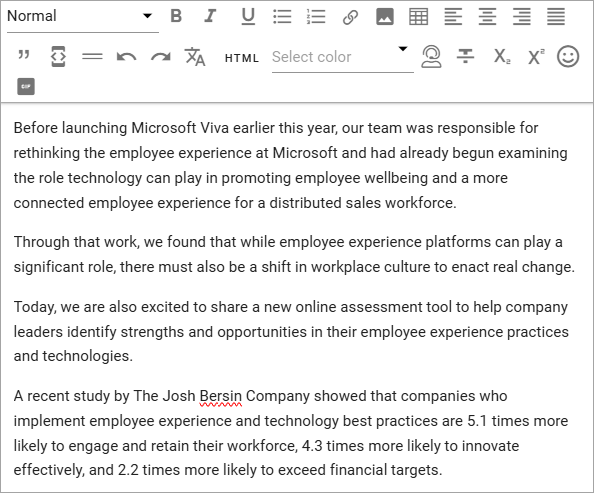 Normal
B I U
HTML Select color X₂ X²
GIF
Before launching Microsoft Viva earlier this year, our team was responsible for
rethinking the employee experience at Microsoft and had already begun examining
the role technology can play in promoting employee wellbeing and a more
connected employee experience for a distributed sales workforce.
Through that work, we found that while employee experience platforms can play a
significant role, there must also be a shift in workplace culture to enact real change.
Today, we are also excited to share a new online assessment tool to help company
leaders identify strengths and opportunities in their employee experience practices
and technologies.
A recent study by The Josh Bersin Company showed that companies who
implement employee experience and technology best practices are 5.1 times more
likely to engage and retain their workforce, 4.3 times more likely to innovate
effectively, and 2.2 times more likely to exceed financial targets.